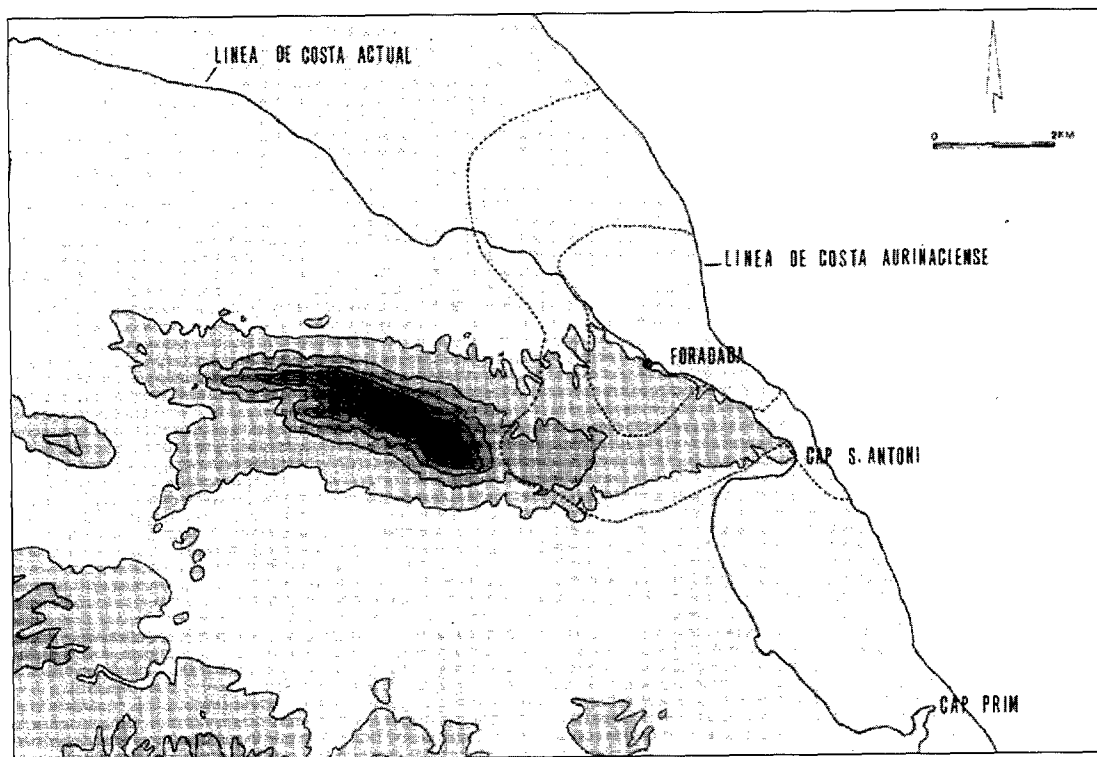 LINEA DE COSTA ACTUAL
0 2KM
LINEA DE COSTA AURIÑACIENSE
FORADADA
CAP S. ANTONI
CAP PRIM